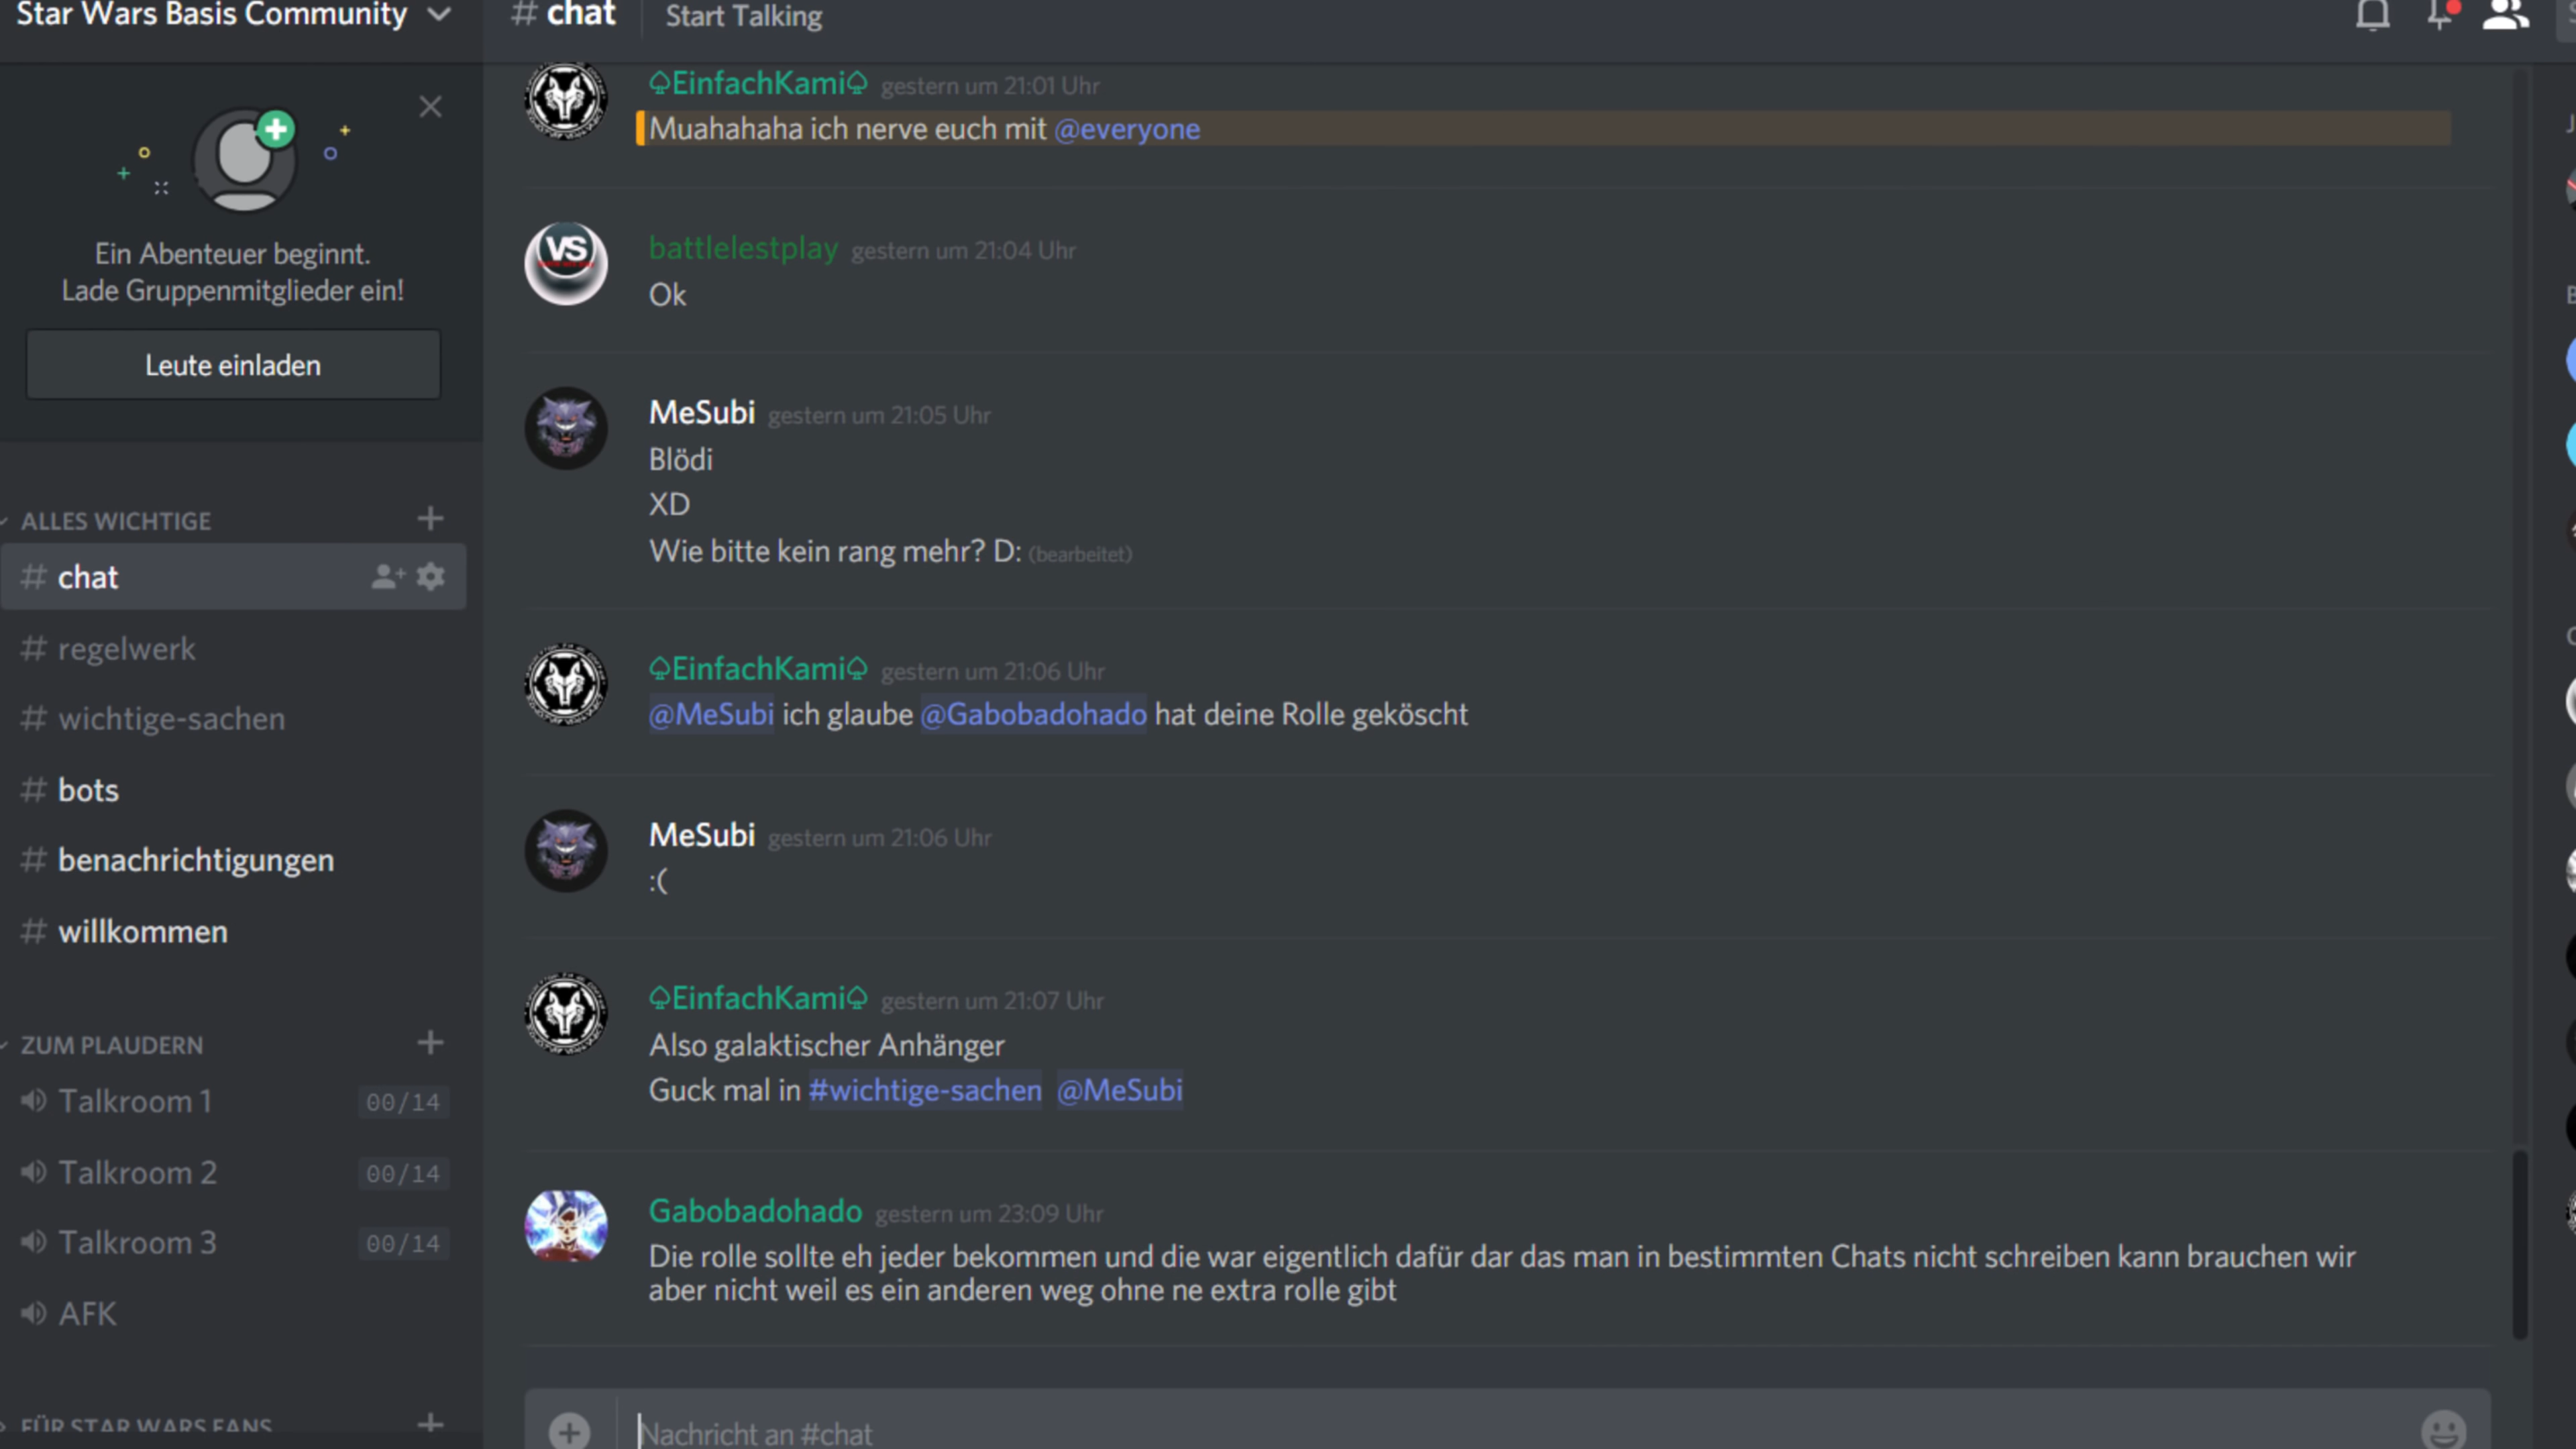 Star Wars Basis Community
Ein Abenteuer beginnt.
Lade Gruppenmitglieder ein!
Leute einladen
ALLES WICHTIGE
# chat
# regelwerk
# wichtige-sachen
# bots
# benachrichtigungen
# willkommen
ZUM PLAUDERN
Talkroom 1 00/14
Talkroom 2 00/14
Talkroom 3 00/14
AFK
FÜR STAR WARS FANS
# chat Start Talking
♤EinfachKami♤ gestern um 21:01 Uhr
Muahahaha ich nerve euch mit @everyone
battlelestplay gestern um 21:04 Uhr
Ok
MeSubi gestern um 21:05 Uhr
Blödi
XD
Wie bitte kein rang mehr? D: (bearbeitet)
♤EinfachKami♤ gestern um 21:06 Uhr
@MeSubi ich glaube @Gabobadohado hat deine Rolle geköscht
MeSubi gestern um 21:06 Uhr
:(
♤EinfachKami♤ gestern um 21:07 Uhr
Also galaktischer Anhänger
Guck mal in #wichtige-sachen @MeSubi
Gabobadohado gestern um 23:09 Uhr
Die rolle sollte eh jeder bekommen und die war eigentlich dafür dar das man in bestimmten Chats nicht schreiben kann brauchen wir
aber nicht weil es ein anderen weg ohne ne extra rolle gibt
Nachricht an #chat
VS